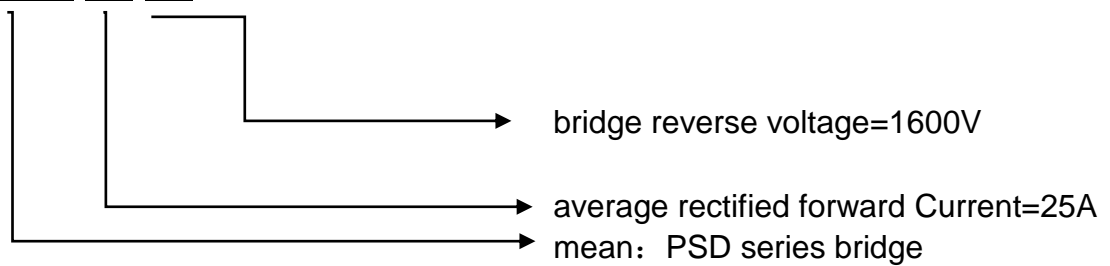 bridge reverse voltage=1600V
average rectified forward Current=25A
mean：PSD series bridge